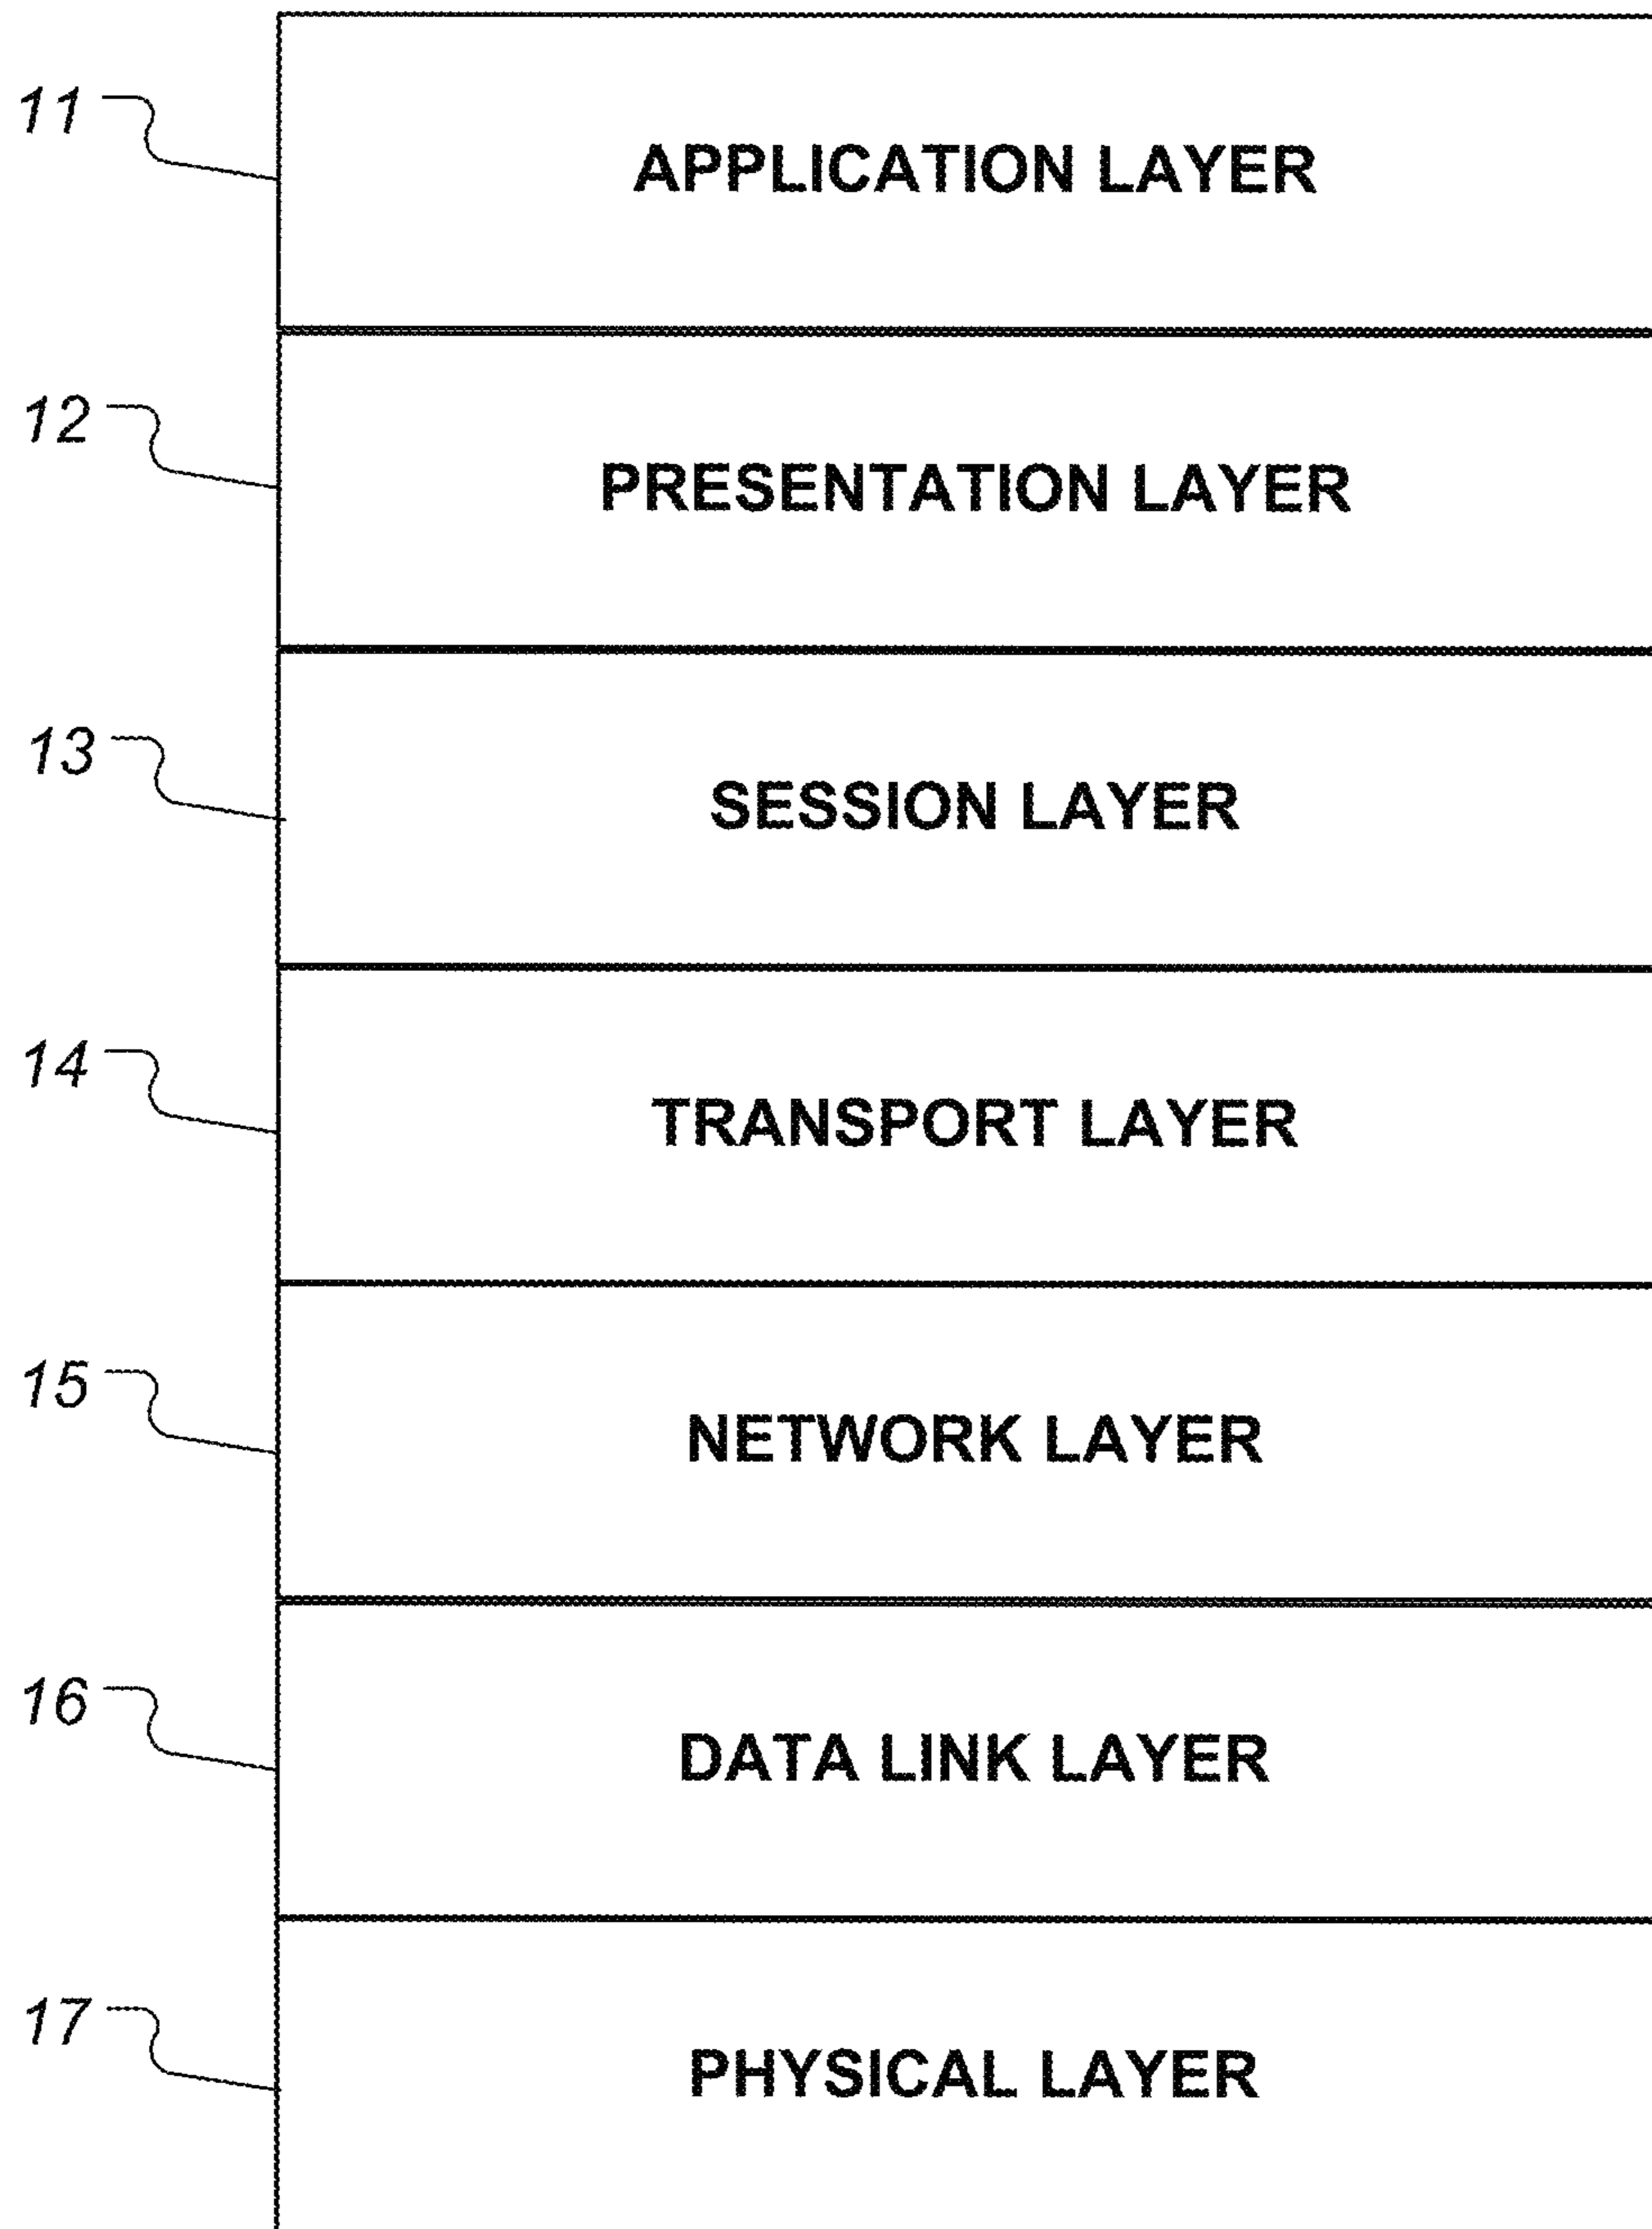 11
APPLICATION LAYER
12
PRESENTATION LAYER
13
SESSION LAYER
14
TRANSPORT LAYER
15
NETWORK LAYER
16
DATA LINK LAYER
17
PHYSICAL LAYER